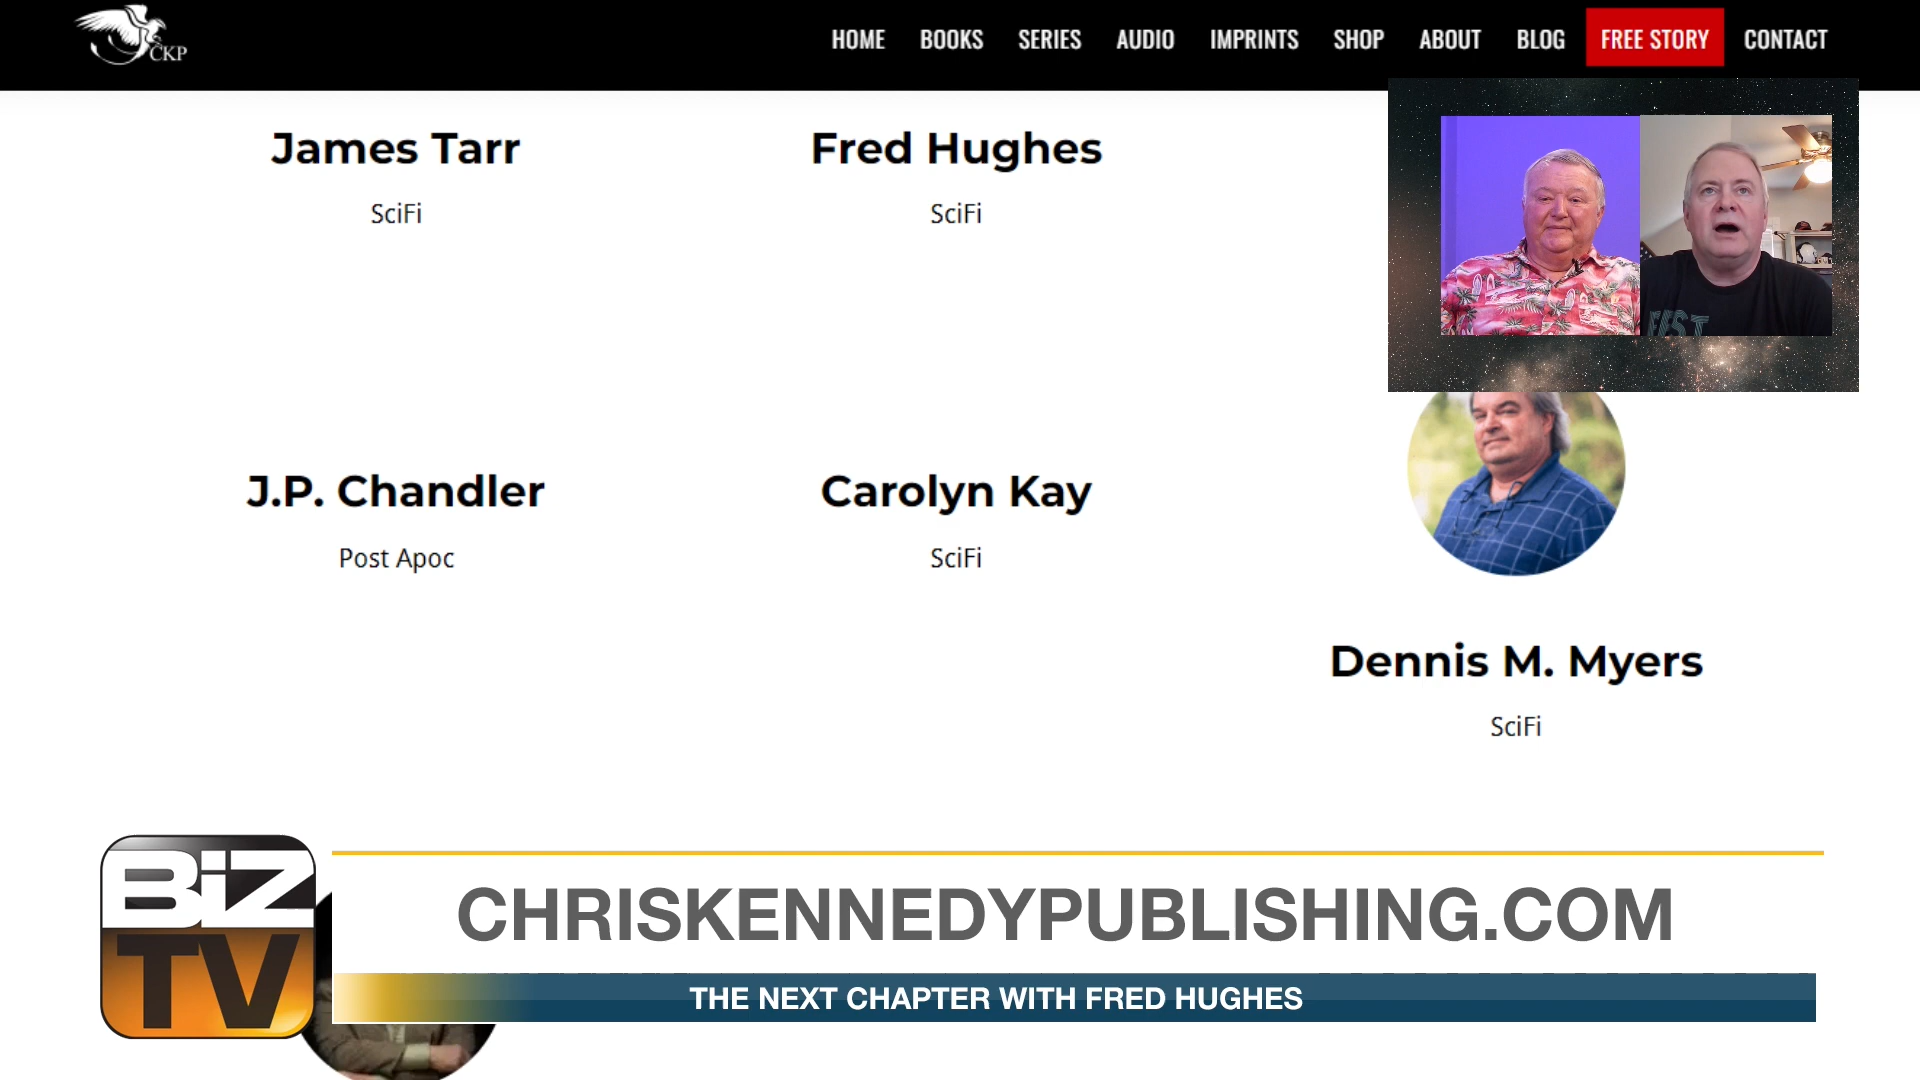 CKP
HOME BOOKS SERIES AUDIO IMPRINTS SHOP ABOUT BLOG FREE STORY CONTACT
James Tarr
SciFi
Fred Hughes
SciFi
J.P. Chandler
Post Apoc
Carolyn Kay
SciFi
Dennis M. Myers
SciFi
BiZ
TV
CHRISKENNEDYPUBLISHING.COM
THE NEXT CHAPTER WITH FRED HUGHES